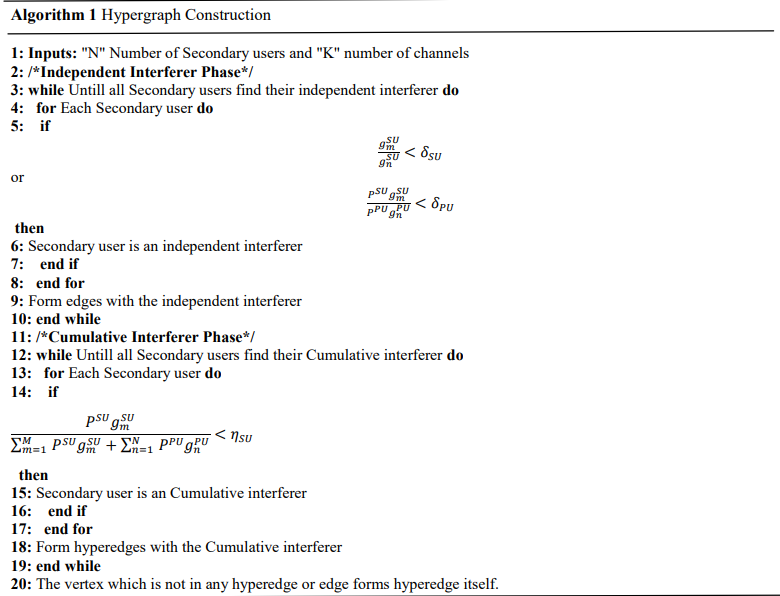 Algorithm 1 Hypergraph Construction
1: Inputs: "N" Number of Secondary users and "K" number of channels
2: /*Independent Interferer Phase*/
3: while Untill all Secondary users find their independent interferer do
4: for Each Secondary user do
5: if
\frac{g_m^{SU}}{g_n^{SU}} < δ_{SU}
or
\frac{P^{SU} g_m^{SU}}{P^{PU} g_n^{PU}} < δ_{PU}
then
6: Secondary user is an independent interferer
7: end if
8: end for
9: Form edges with the independent interferer
10: end while
11: /*Cumulative Interferer Phase*/
12: while Untill all Secondary users find their Cumulative interferer do
13: for Each Secondary user do
14: if
\frac{P^{SU} g_m^{SU}}{\sum_{m=1}^{M} P^{SU} g_m^{SU} + \sum_{n=1}^{N} P^{PU} g_n^{PU}} < η_{SU}
then
15: Secondary user is an Cumulative interferer
16: end if
17: end for
18: Form hyperedges with the Cumulative interferer
19: end while
20: The vertex which is not in any hyperedge or edge forms hyperedge itself.